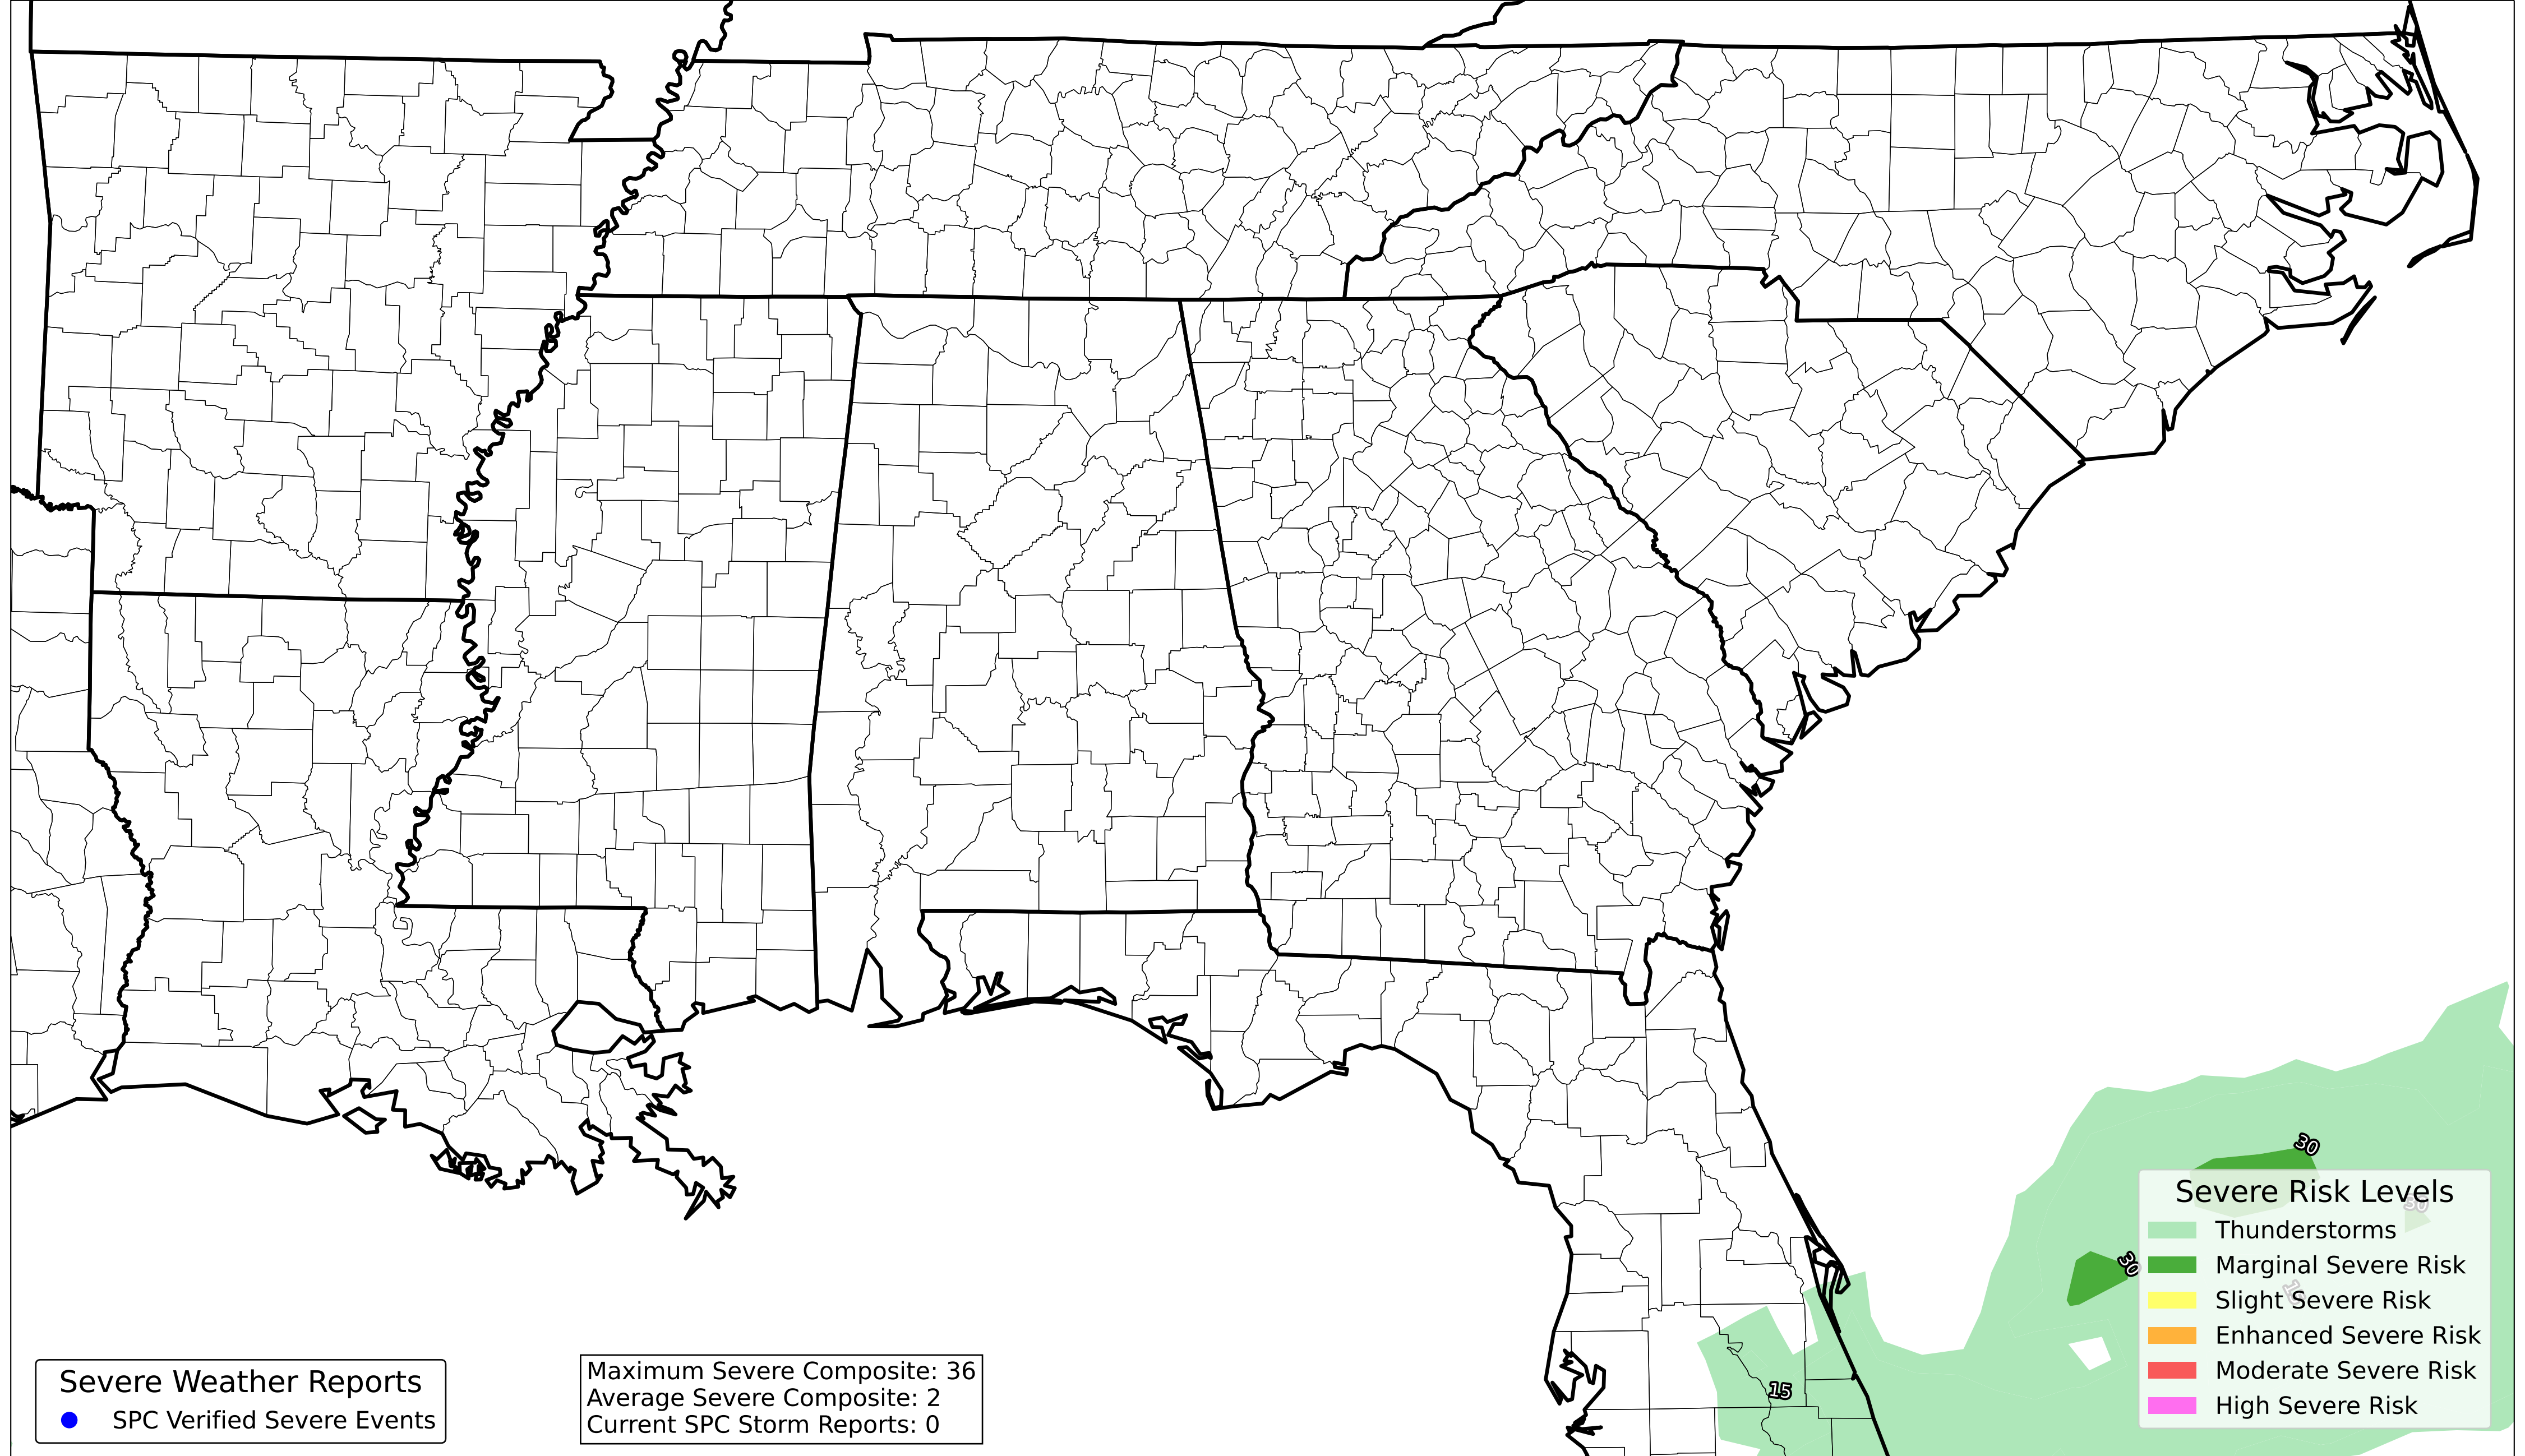 30
Severe Risk Levels
30
Thunderstorms
30
Marginal Severe Risk
15
Slight Severe Risk
Enhanced Severe Risk
Moderate Severe Risk
High Severe Risk
15
Severe Weather Reports
SPC Verified Severe Events
Maximum Severe Composite: 36
Average Severe Composite: 2
Current SPC Storm Reports: 0